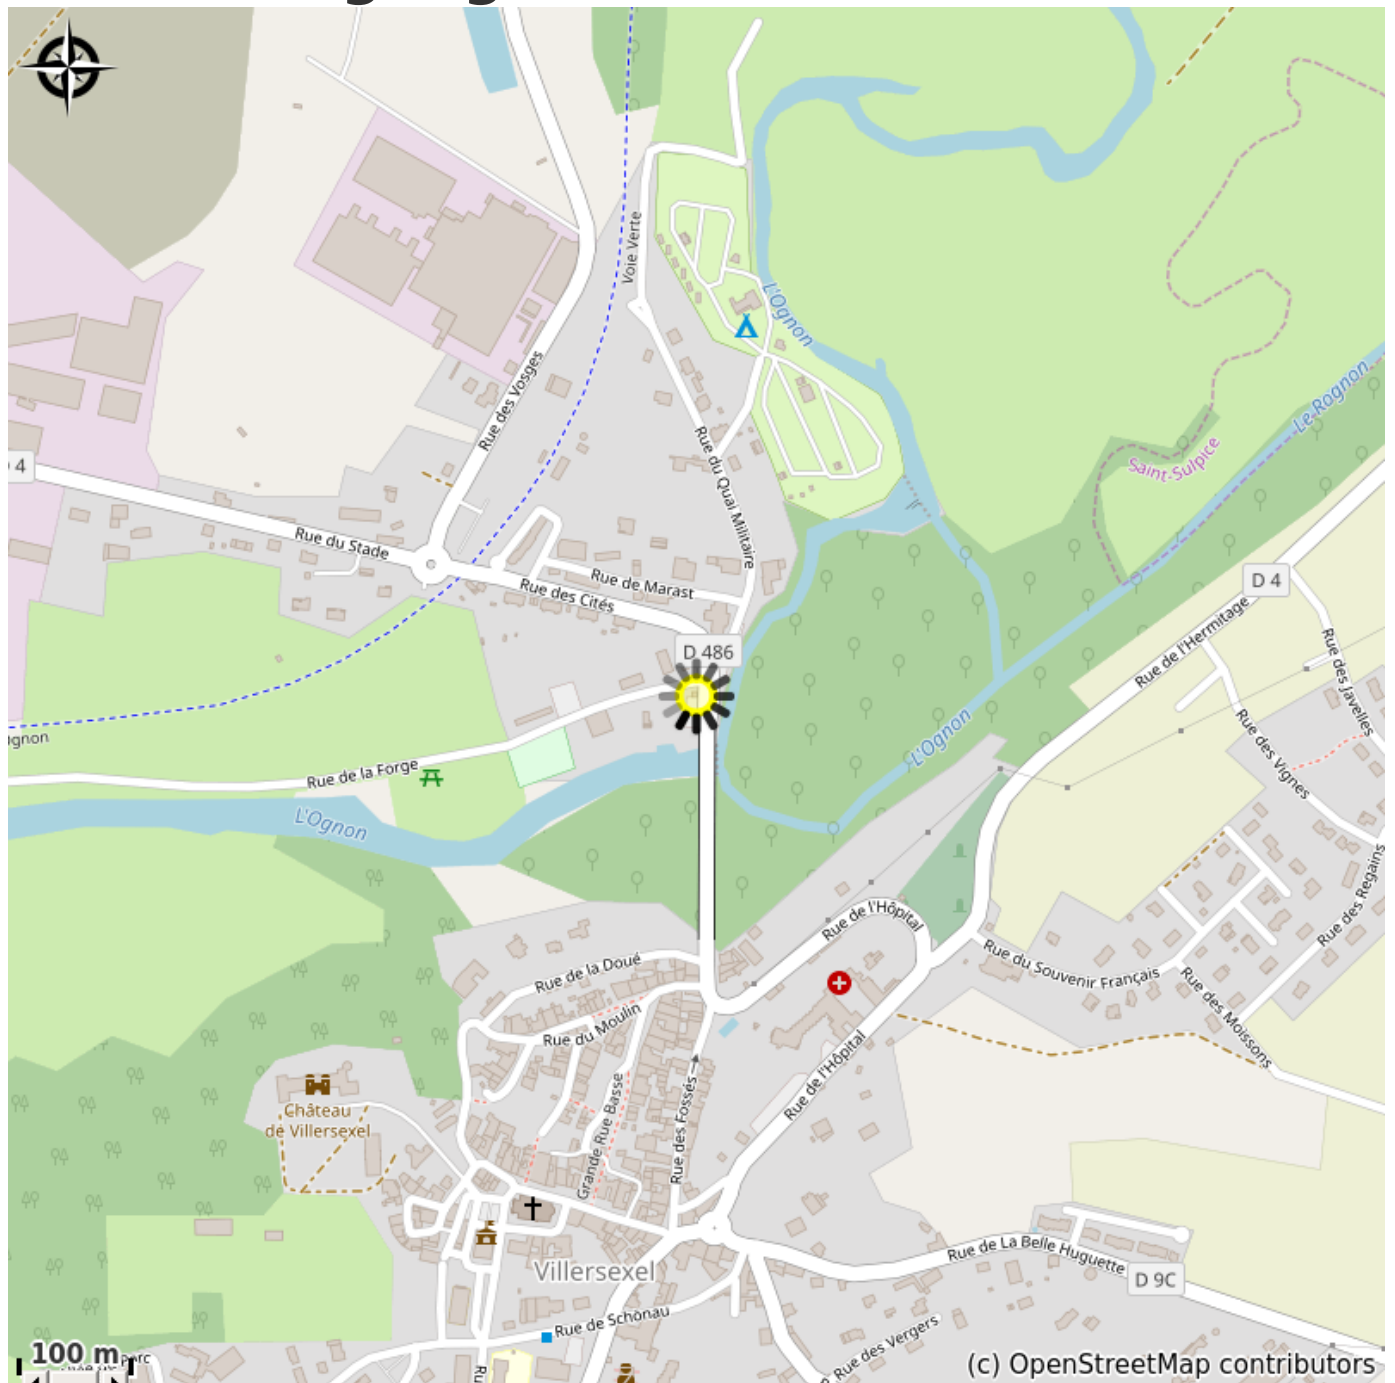 Voie Verte
L'Ognon
Rue des Vosges
Le Rognon
4
Saint-Sulpice
Rue du Quai Militaire
Rue du Stade
Rue de Marast
Rue des Cités
D 4
Rue de l'Hermitage
D 486
Rue des Javelles
Rue des Vignes
L'Ognon
Rue de la Forge
L'Ognon
Rue des Regains
Rue de l'Hôpital
Rue du Souvenir Français
Rue de la Doué
Rue du Moulin
Rue des Moissons
Rue de l'Hôpital
Château
de Villersexel
Grande Rue Basse
Rue des Fossés
Villersexel
Rue de La Belle Huguette
D 9C
Rue de Schönau
Rue des Vergers
100 m
Rue
(c) OpenStreetMap contributors